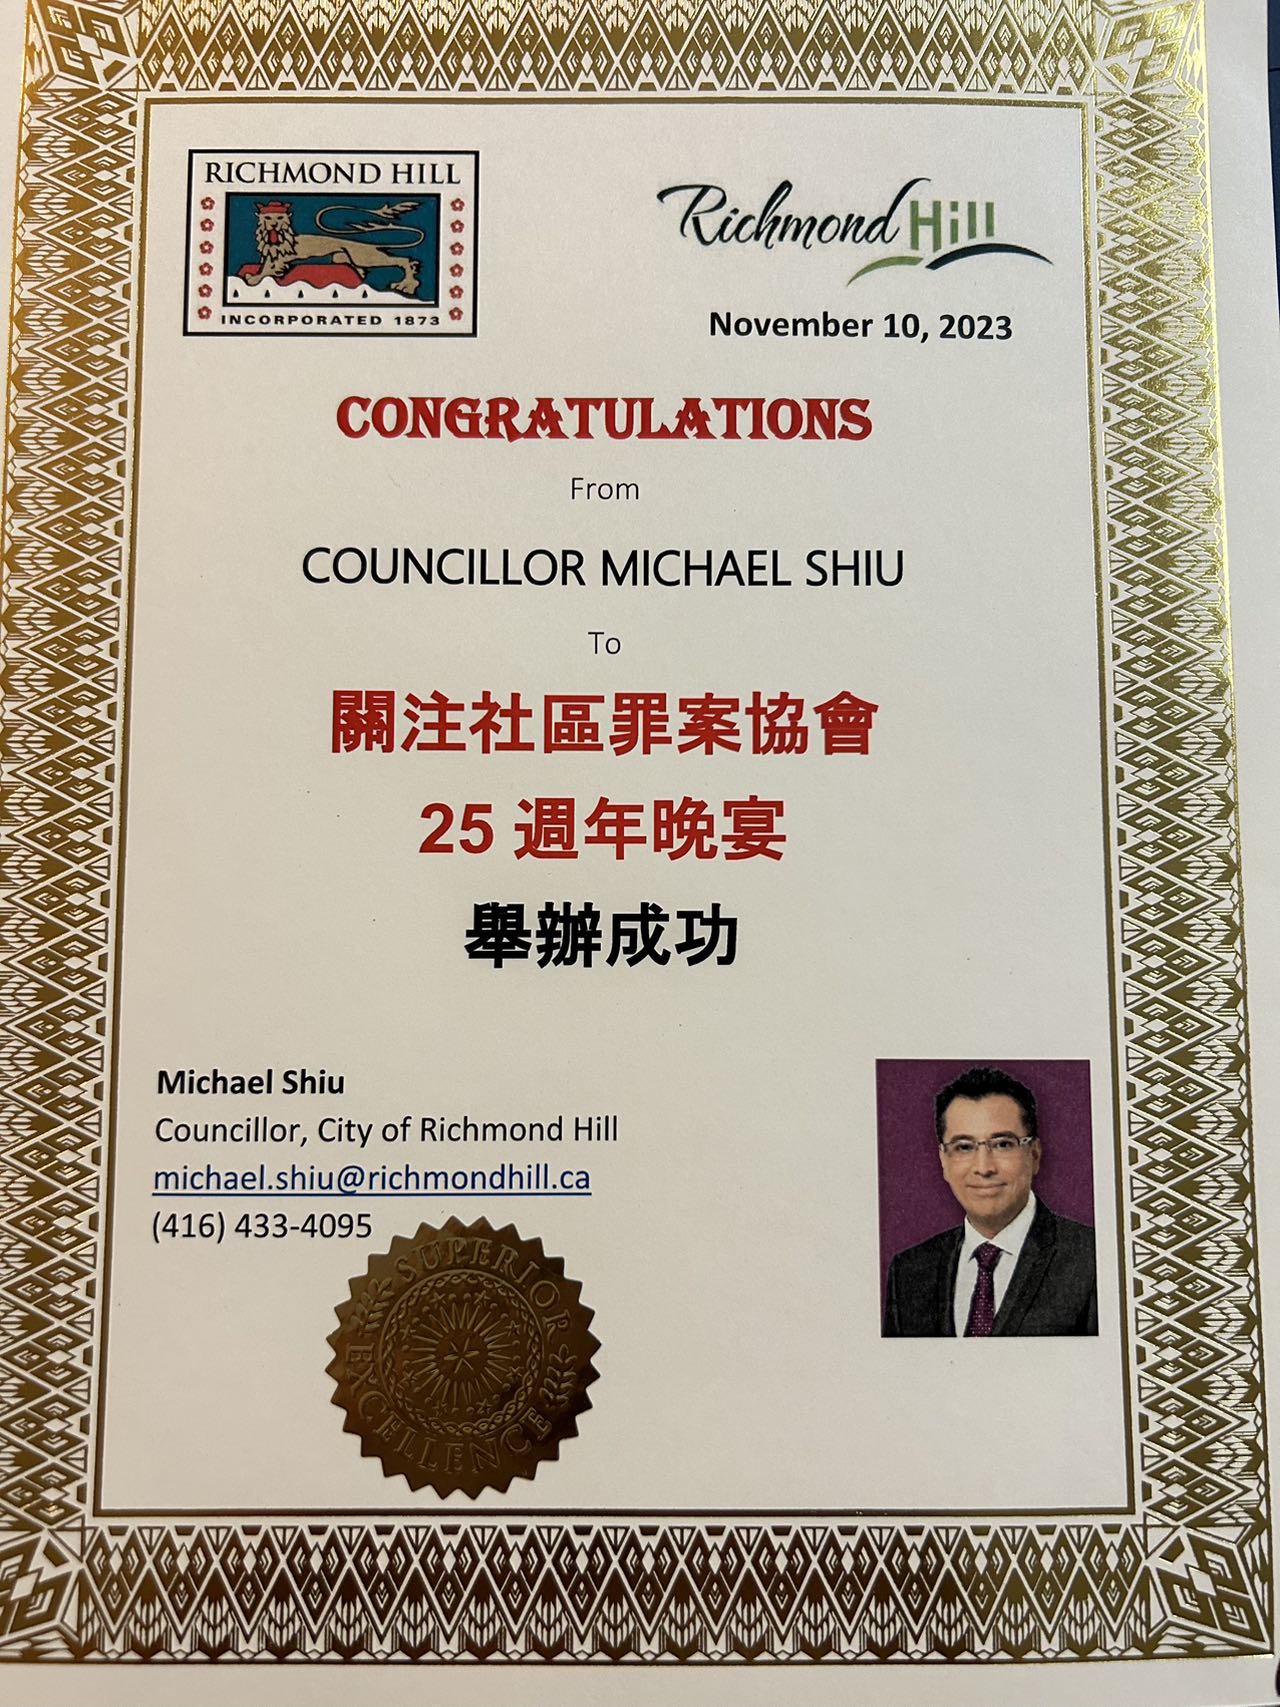 RICHMOND HILL
INCORPORATED 1873
Richmond Hill
November 10, 2023
CONGRATULATIONS
From
COUNCILLOR MICHAEL SHIU
To
關注社區罪案協會
25 週年晚宴
舉辦成功
Michael Shiu
Councillor, City of Richmond Hill
michael.shiu@richmondhill.ca
(416) 433-4095
SUPERIOR
EXCELLENCE